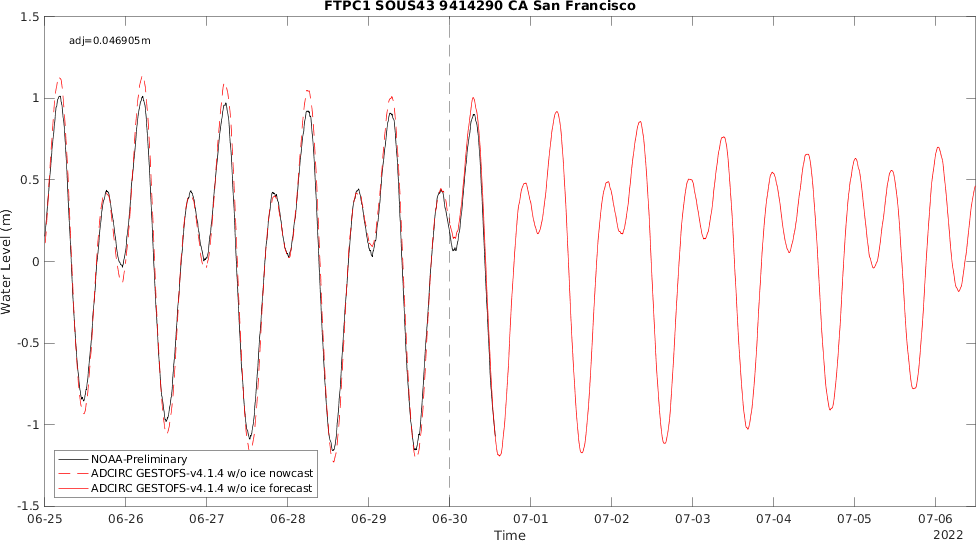 FTPC1 SOUS43 9414290 CA San Francisco
adj=0.046905m
1.5
1
0.5
0
-0.5
-1
-1.5
Water Level (m)
NOAA-Preliminary
ADCIRC GESTOFS-v4.1.4 w/o ice nowcast
ADCIRC GESTOFS-v4.1.4 w/o ice forecast
06-25 06-26 06-27 06-28 06-29 06-30 07-01 07-02 07-03 07-04 07-05 07-06
Time
2022